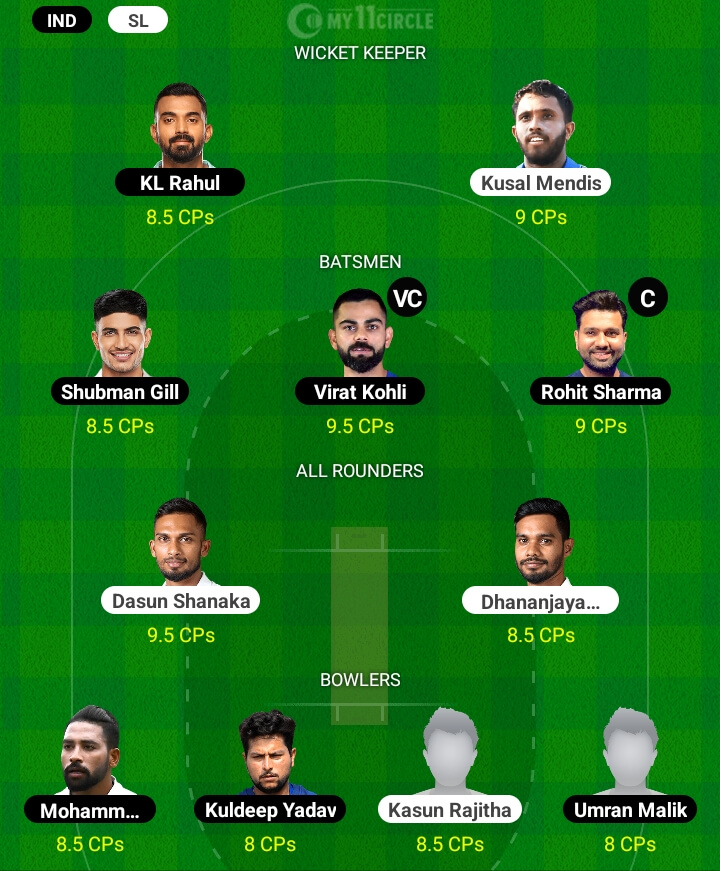 IND SL MY11CIRCLE
WICKET KEEPER
KL Rahul Kusal Mendis
8.5 CPs 9 CPs
BATSMEN
VC C
Shubman Gill Virat Kohli Rohit Sharma
8.5 CPs 9.5 CPs 9 CPs
ALL ROUNDERS
Dasun Shanaka Dhananjaya...
9.5 CPs 8.5 CPs
BOWLERS
Mohamm... Kuldeep Yadav Kasun Rajitha Umran Malik
8.5 CPs 8 CPs 8.5 CPs 8 CPs